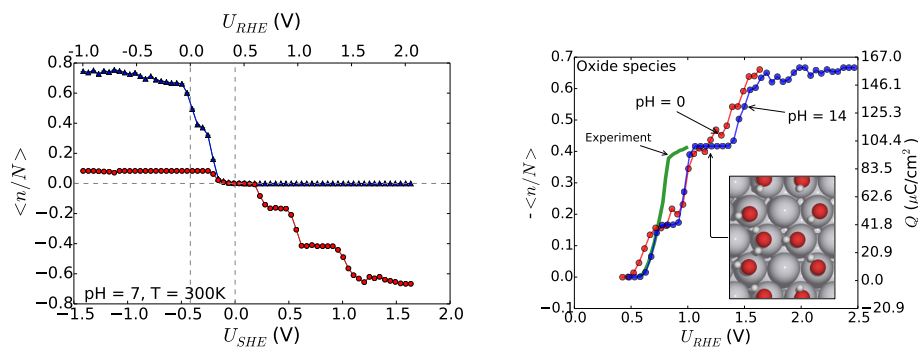 U_RHE (V)
-1.0 -0.5 0.0 0.5 1.0 1.5 2.0
0.8
0.6
0.4
0.2
0.0
−0.2
−0.4
−0.6
−0.8
<n/N>
pH = 7, T = 300K
−1.5 −1.0 −0.5 0.0 0.5 1.0 1.5 2.0
U_SHE (V)
0.7
0.6
0.5
0.4
0.3
0.2
0.1
0.0
−0.1
-<n/N>
Oxide species
pH = 0
pH = 14
Experiment
167.0
146.1
125.3
104.4
83.5
62.6
41.8
20.9
0.0
−20.9
Q (μC/cm²)
0.0 0.5 1.0 1.5 2.0 2.5
U_RHE (V)